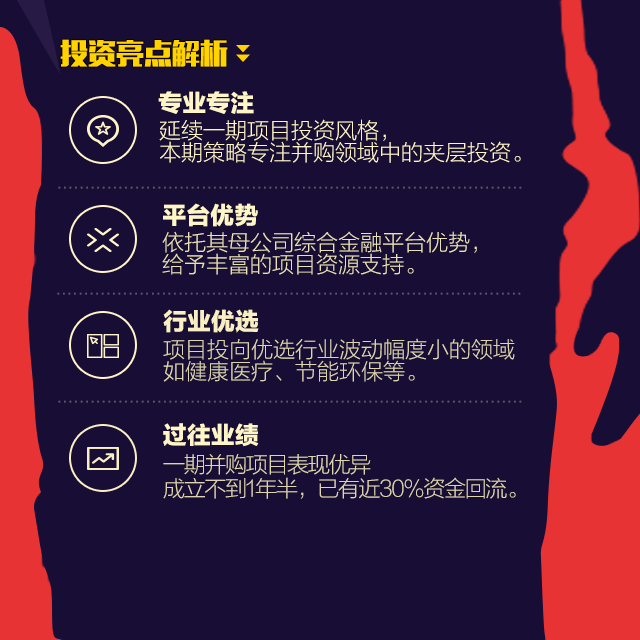 投资亮点解析
专业专注
延续一期项目投资风格，
本期策略专注并购领域中的夹层投资。
平台优势
依托其母公司综合金融平台优势，
给予丰富的项目资源支持。
行业优选
项目投向优选行业波动幅度小的领域
如健康医疗、节能环保等。
过往业绩
一期并购项目表现优异
成立不到1年半，已有近30%资金回流。